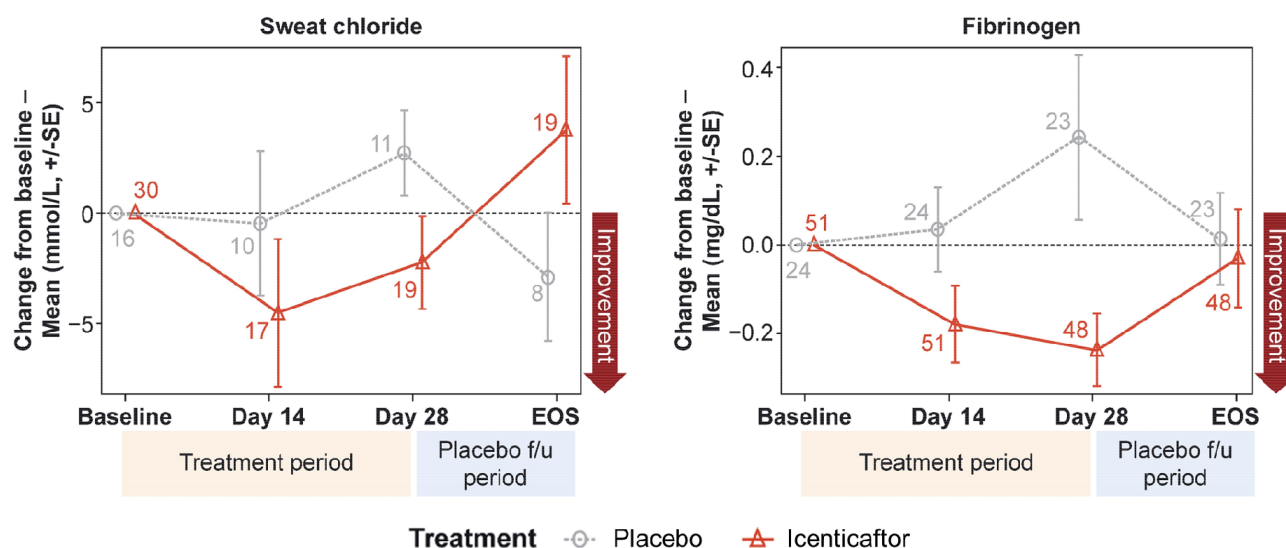 Sweat chloride
Change from baseline –
Mean (mmol/L, +/-SE)
5
0
−5
30
16
10
17
11
19
19
8
Improvement
Baseline
Day 14
Day 28
EOS
Treatment period
Placebo f/u
period
Fibrinogen
Change from baseline –
Mean (mg/dL, +/-SE)
0.4
0.2
0.0
−0.2
51
24
24
51
23
48
23
48
Improvement
Baseline
Day 14
Day 28
EOS
Treatment period
Placebo f/u
period
Treatment Placebo Icenticaftor